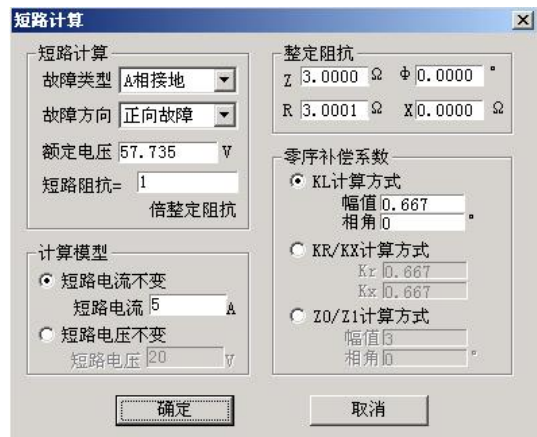 短路计算
短路计算
故障类型 A相接地
故障方向 正向故障
额定电压 57.735 V
短路阻抗= 1
倍整定阻抗
计算模型
短路电流不变
短路电流 5 A
短路电压不变
短路电压 20 V
整定阻抗
Z 3.0000 Ω Φ 0.0000 °
R 3.0001 Ω X 0.0000 Ω
零序补偿系数
KL计算方式
幅值 0.667
相角 0 °
KR/KX计算方式
Kr 0.667
Kx 0.667
Z0/Z1计算方式
幅值 3
相角 0 °
确定
取消